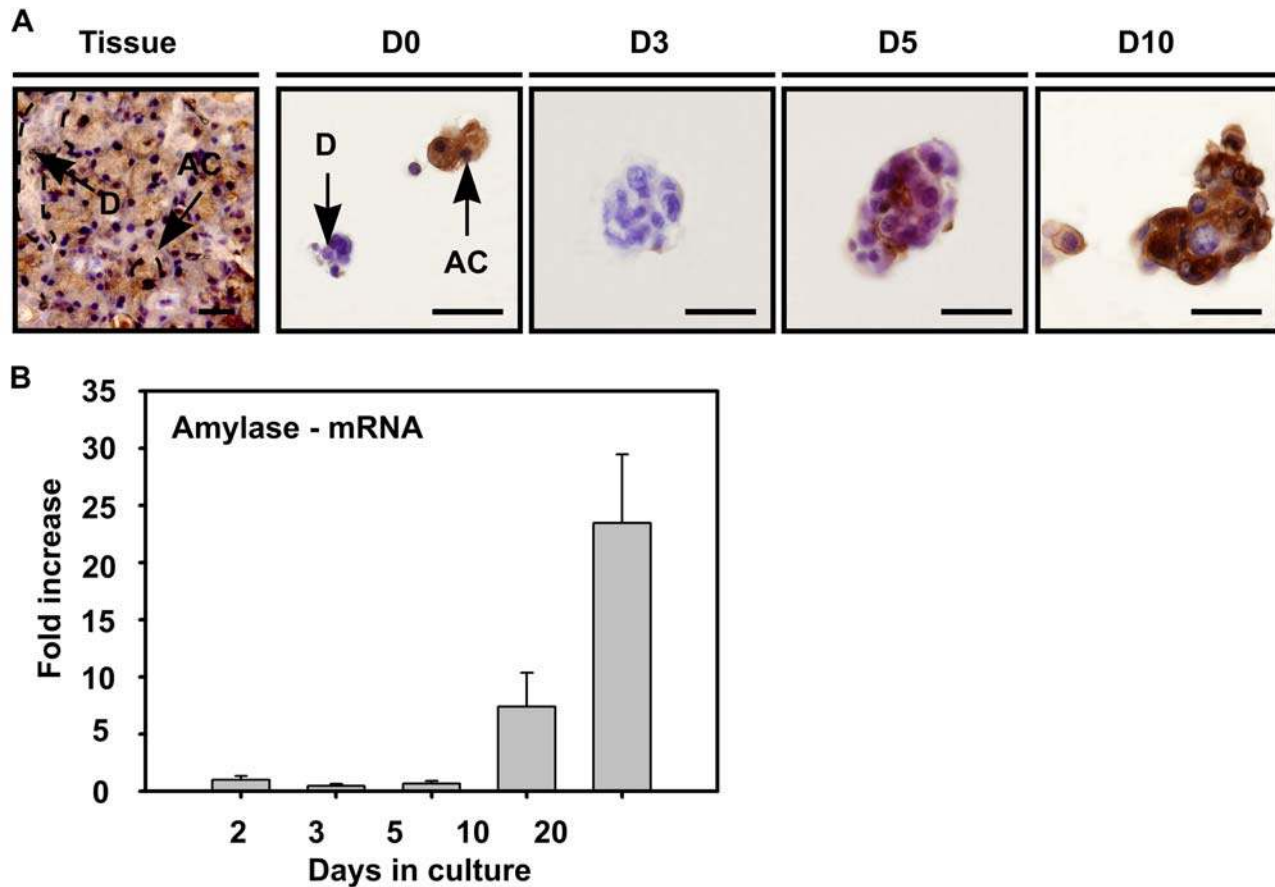 A
Tissue D0 D3 D5 D10
D AC
D AC
B
Amylase - mRNA
Fold increase
35
30
25
20
15
10
5
0
2 3 5 10 20
Days in culture